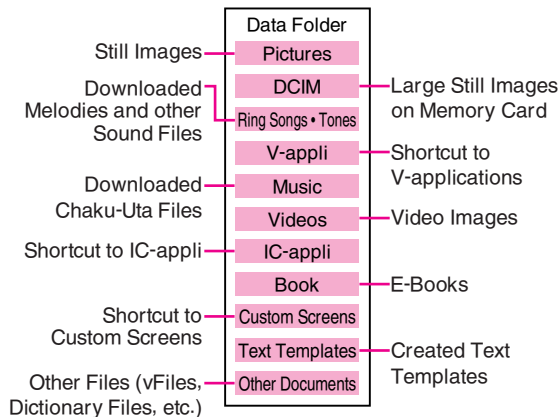 Data Folder
Still Images
Pictures
Downloaded
Melodies and other
Sound Files
DCIM
Large Still Images
on Memory Card
Ring Songs • Tones
V-appli
Shortcut to
V-applications
Downloaded
Chaku-Uta Files
Music
Videos
Video Images
Shortcut to IC-appli
IC-appli
Book
E-Books
Shortcut to
Custom Screens
Custom Screens
Text Templates
Created Text
Templates
Other Files (vFiles,
Dictionary Files, etc.)
Other Documents